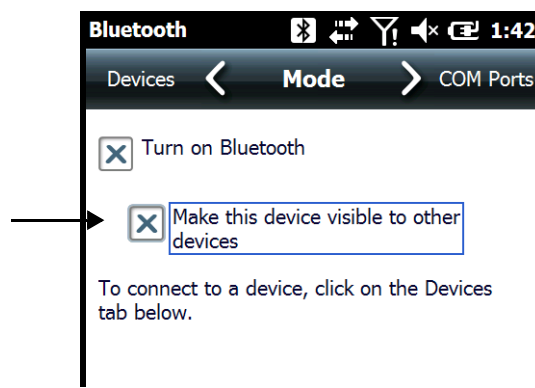 Bluetooth 1:42
Devices Mode COM Ports
Turn on Bluetooth
Make this device visible to other
devices
To connect to a device, click on the Devices
tab below.